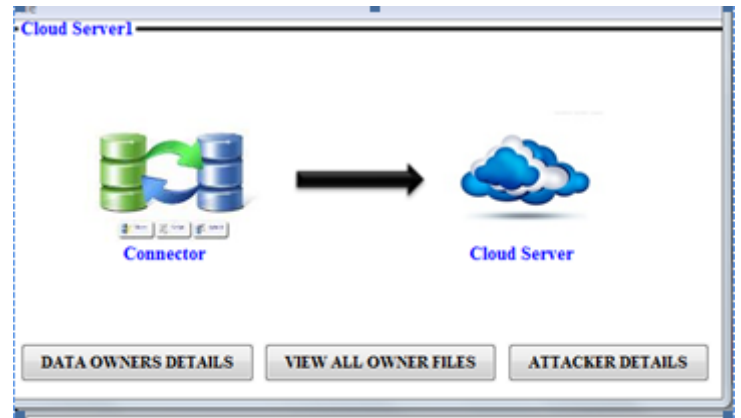 Cloud Server1
Connector
Cloud Server
DATA OWNERS DETAILS
VIEW ALL OWNER FILES
ATTACKER DETAILS